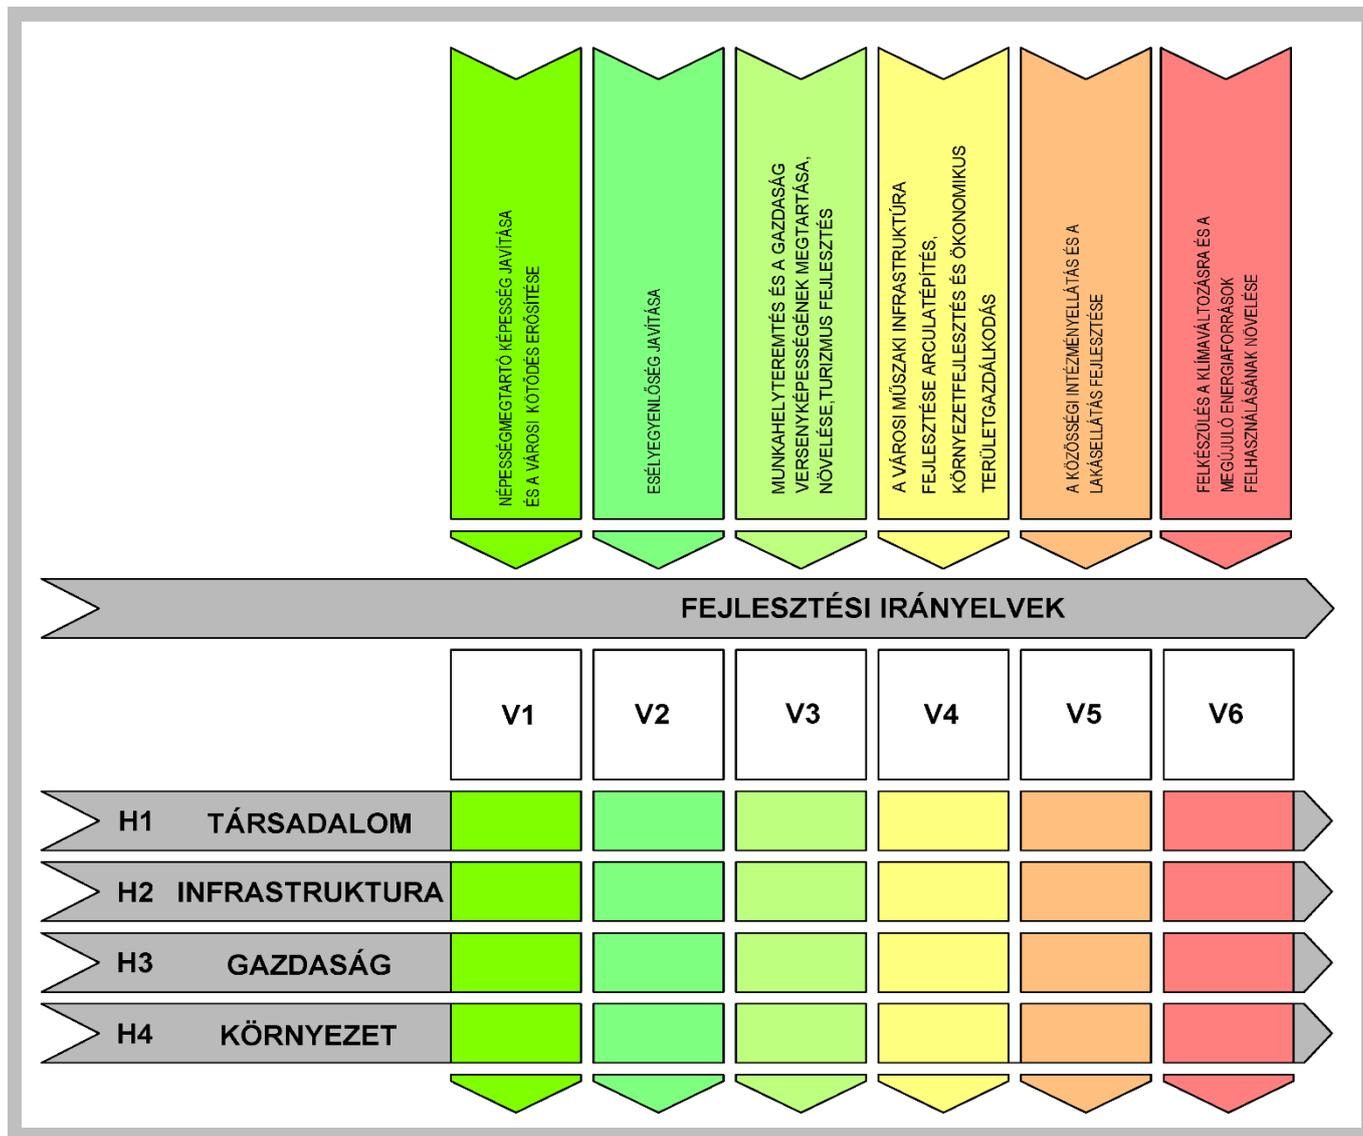 NÉPESSÉGMEGTARTÓ KÉPESSÉG JAVÍTÁSA
ÉS A VÁROSI KÖTŐDÉS ERŐSÍTÉSE
ESÉLYEGYENLŐSÉG JAVÍTÁSA
MUNKAHELYTEREMTÉS ÉS A GAZDASÁG
VERSENYKÉPESSÉGÉNEK MEGTARTÁSA,
NÖVELÉSE,TURIZMUS FEJLESZTÉS
A VÁROSI MŰSZAKI INFRASTRUKTÚRA
FEJLESZTÉSE ARCULATÉPÍTÉS,
KÖRNYEZETFEJLESZTÉS ÉS ÖKONOMIKUS
TERÜLETGAZDÁLKODÁS
A KÖZÖSSÉGI INTÉZMÉNYELLÁTÁS ÉS A
LAKÁSELLÁTÁS FEJLESZTÉSE
FELKÉSZÜLÉS A KLÍMAVÁLTOZÁSRA ÉS A
MEGÚJULÓ ENERGIAFORRÁSOK
FELHASZNÁLÁSÁNAK NÖVELÉSE
FEJLESZTÉSI IRÁNYELVEK
V1 V2 V3 V4 V5 V6
H1 TÁRSADALOM
H2 INFRASTRUKTURA
H3 GAZDASÁG
H4 KÖRNYEZET